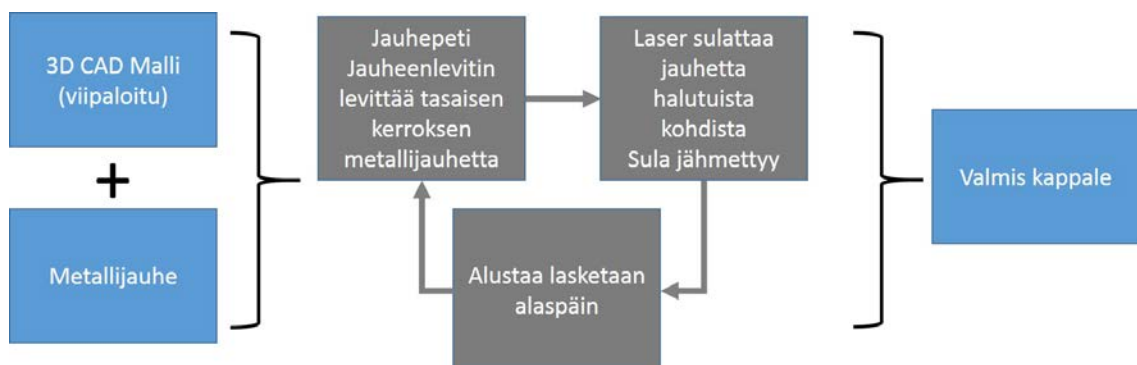 3D CAD Malli
(viipaloitu)
+
Metallijauhe
Jauhepeti
Jauheenlevitin
levittää tasaisen
kerroksen
metallijauhetta
Laser sulattaa
jauhetta
halutuista
kohdista
Sula jähmettyy
Alustaa lasketaan
alaspäin
Valmis kappale